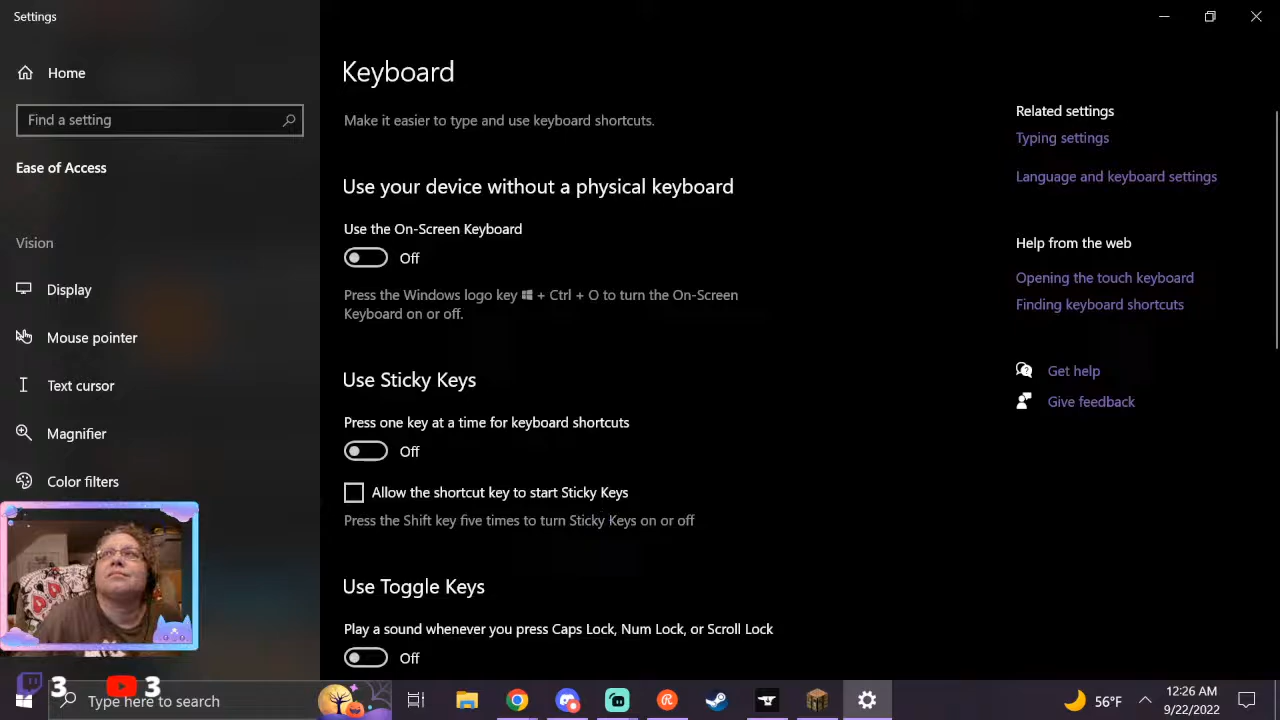 Settings
Home
Find a setting
Ease of Access
Vision
Display
Mouse pointer
Text cursor
Magnifier
Color filters
Keyboard
Make it easier to type and use keyboard shortcuts.
Use your device without a physical keyboard
Use the On-Screen Keyboard
Off
Press the Windows logo key + Ctrl + O to turn the On-Screen
Keyboard on or off.
Use Sticky Keys
Press one key at a time for keyboard shortcuts
Off
Allow the shortcut key to start Sticky Keys
Press the Shift key five times to turn Sticky Keys on or off
Use Toggle Keys
Play a sound whenever you press Caps Lock, Num Lock, or Scroll Lock
Off
Related settings
Typing settings
Language and keyboard settings
Help from the web
Opening the touch keyboard
Finding keyboard shortcuts
Get help
Give feedback
3 3
Type here to search
56°F
12:26 AM
9/22/2022